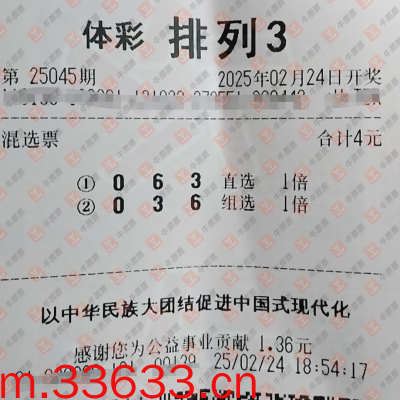 体彩 排列3
第 25045期 2025年02月24日开奖
混选票 合计4元
① 0 6 3 直选 1倍
② 0 3 6 组选 1倍
以中华民族大团结促进中国式现代化
感谢您为公益事业贡献 1.36元
25/02/24 18:54:17
m.33633.cn